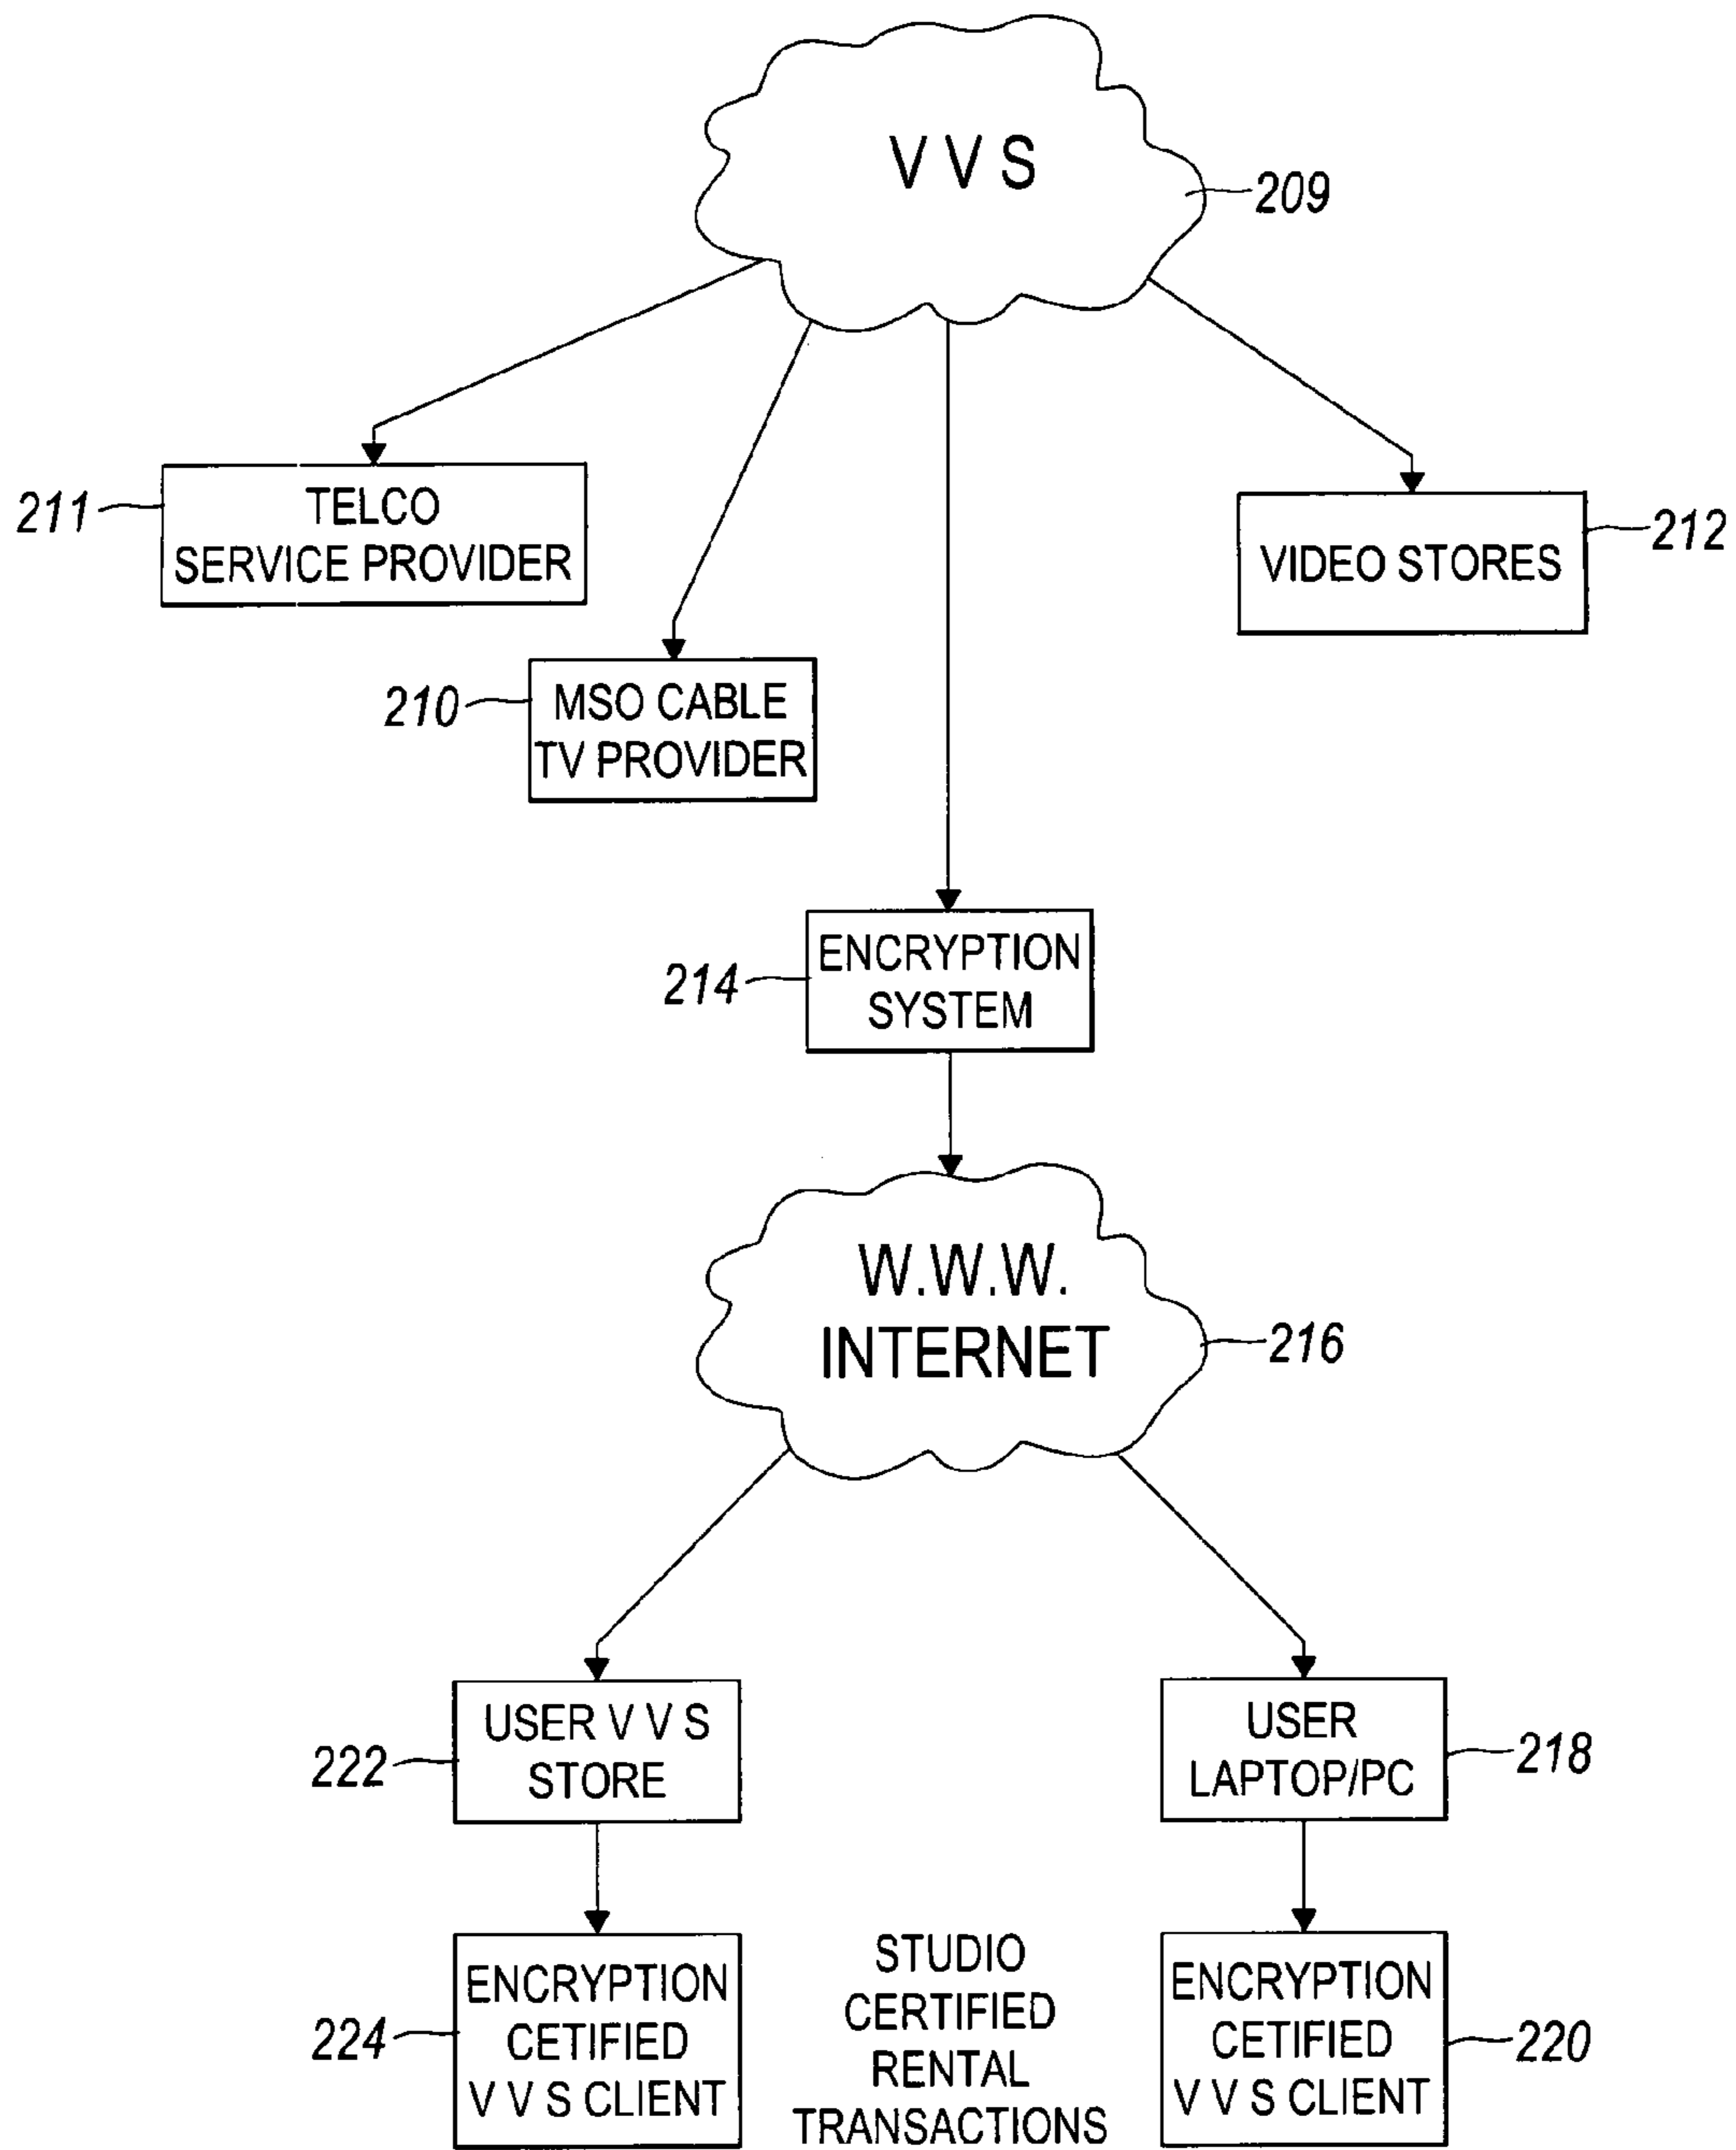 V V S
209
211
TELCO
SERVICE PROVIDER
VIDEO STORES
212
210
MSO CABLE
TV PROVIDER
214
ENCRYPTION
SYSTEM
W.W.W.
INTERNET
216
222
USER V V S
STORE
USER
LAPTOP/PC
218
224
ENCRYPTION
CETIFIED
V V S CLIENT
STUDIO
CERTIFIED
RENTAL
TRANSACTIONS
ENCRYPTION
CETIFIED
V V S CLIENT
220